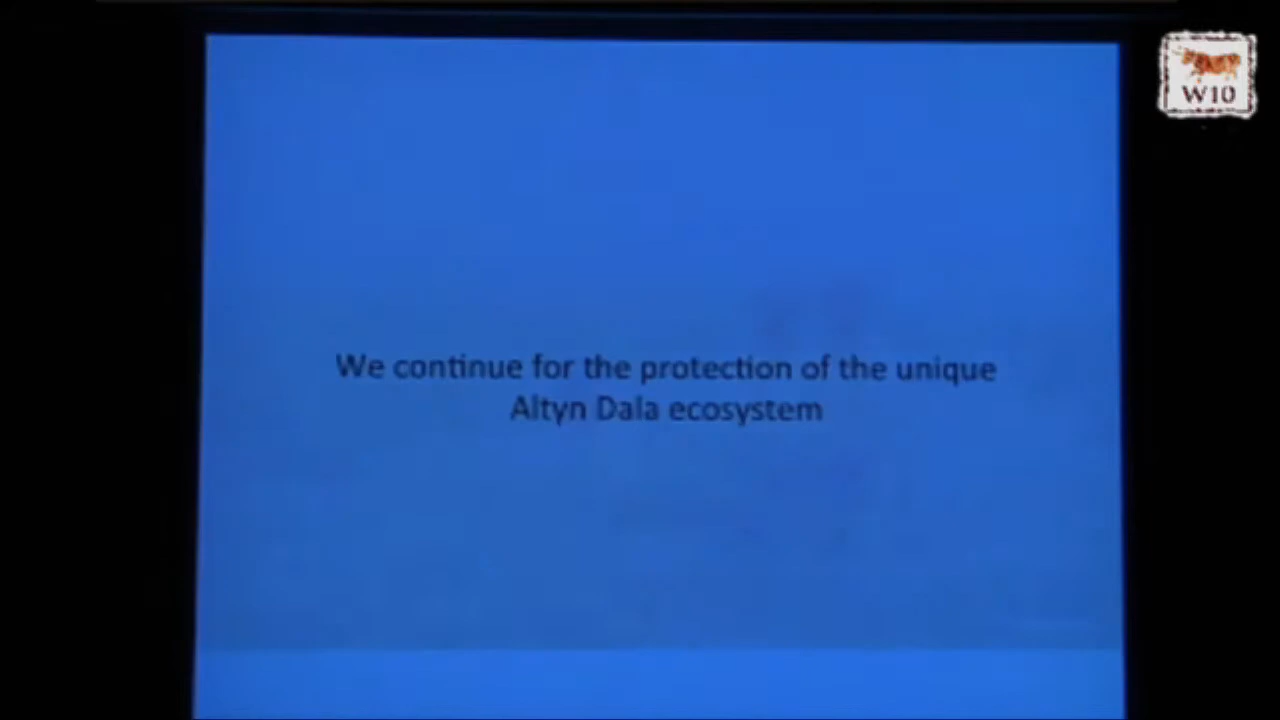 W10
We continue for the protection of the unique
Altyn Dala ecosystem